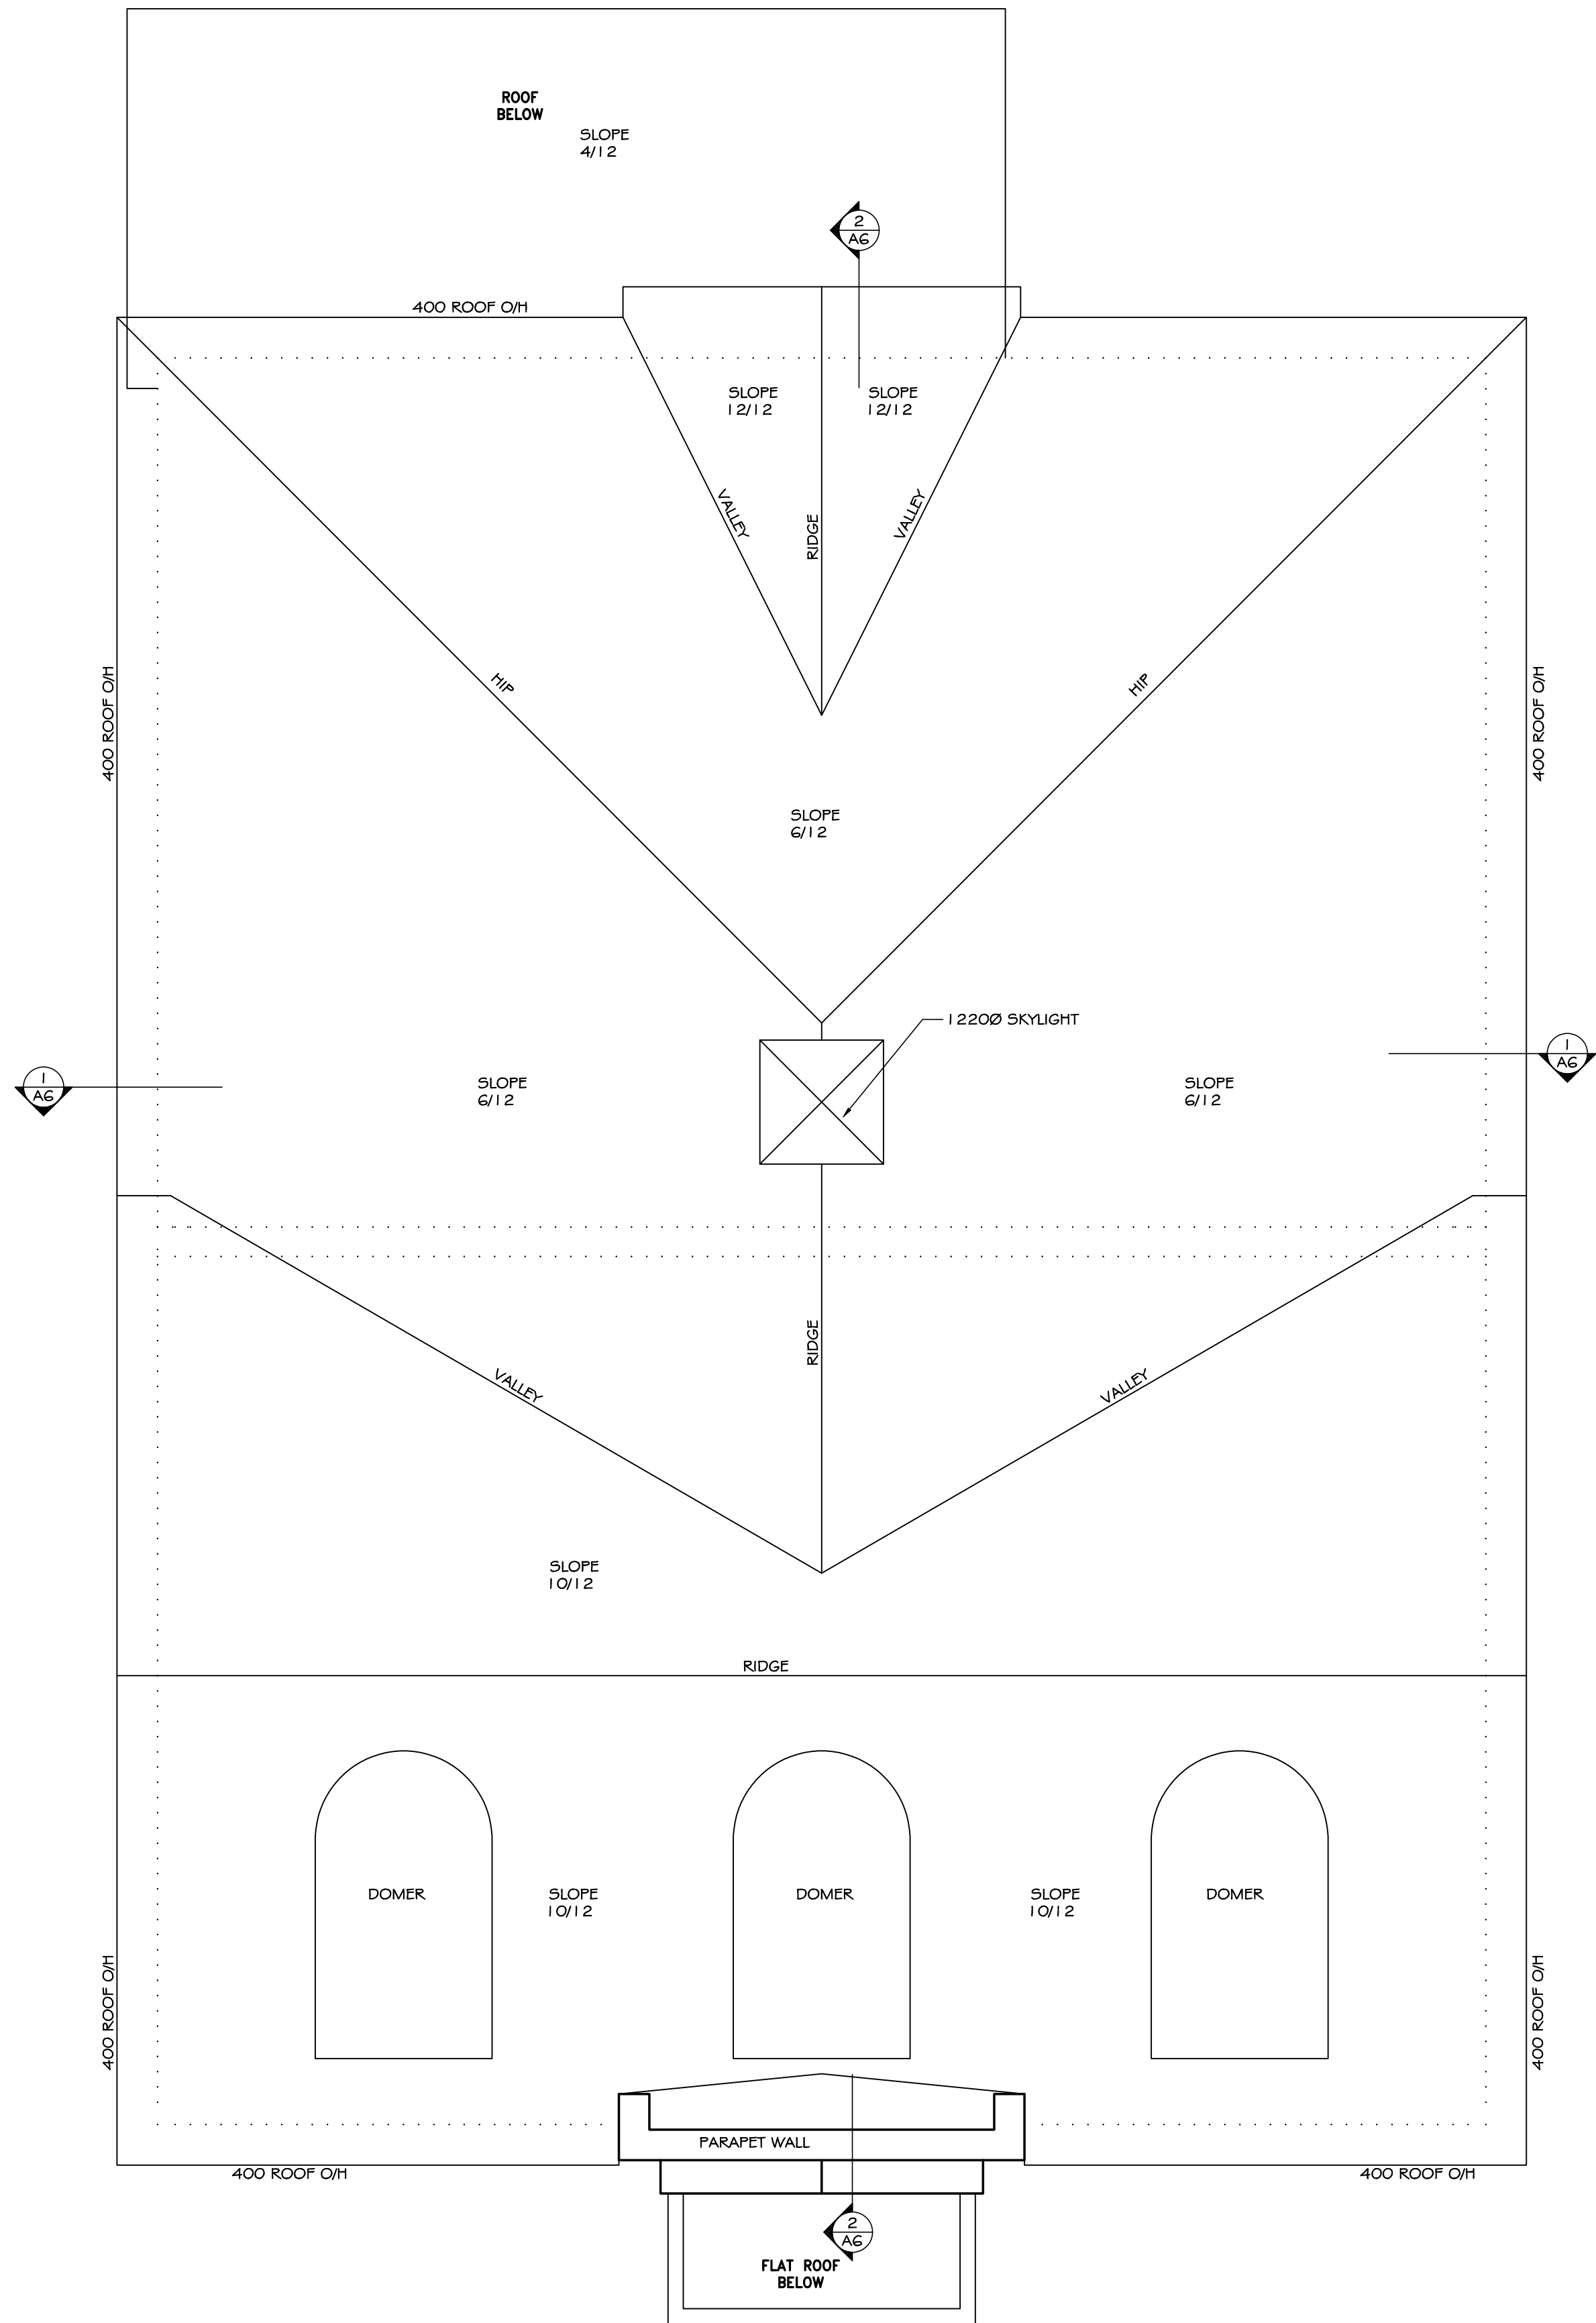 ROOF
BELOW
SLOPE
4/12
2
A6
400 ROOF O/H
SLOPE
12/12
SLOPE
12/12
VALLEY
RIDGE
VALLEY
400 ROOF O/H
HIP
HIP
400 ROOF O/H
SLOPE
6/12
1220Ø SKYLIGHT
1
A6
SLOPE
6/12
SLOPE
6/12
1
A6
VALLEY
RIDGE
VALLEY
SLOPE
10/12
RIDGE
DOMER
SLOPE
10/12
DOMER
SLOPE
10/12
DOMER
400 ROOF O/H
400 ROOF O/H
PARAPET WALL
400 ROOF O/H
400 ROOF O/H
2
A6
FLAT ROOF
BELOW